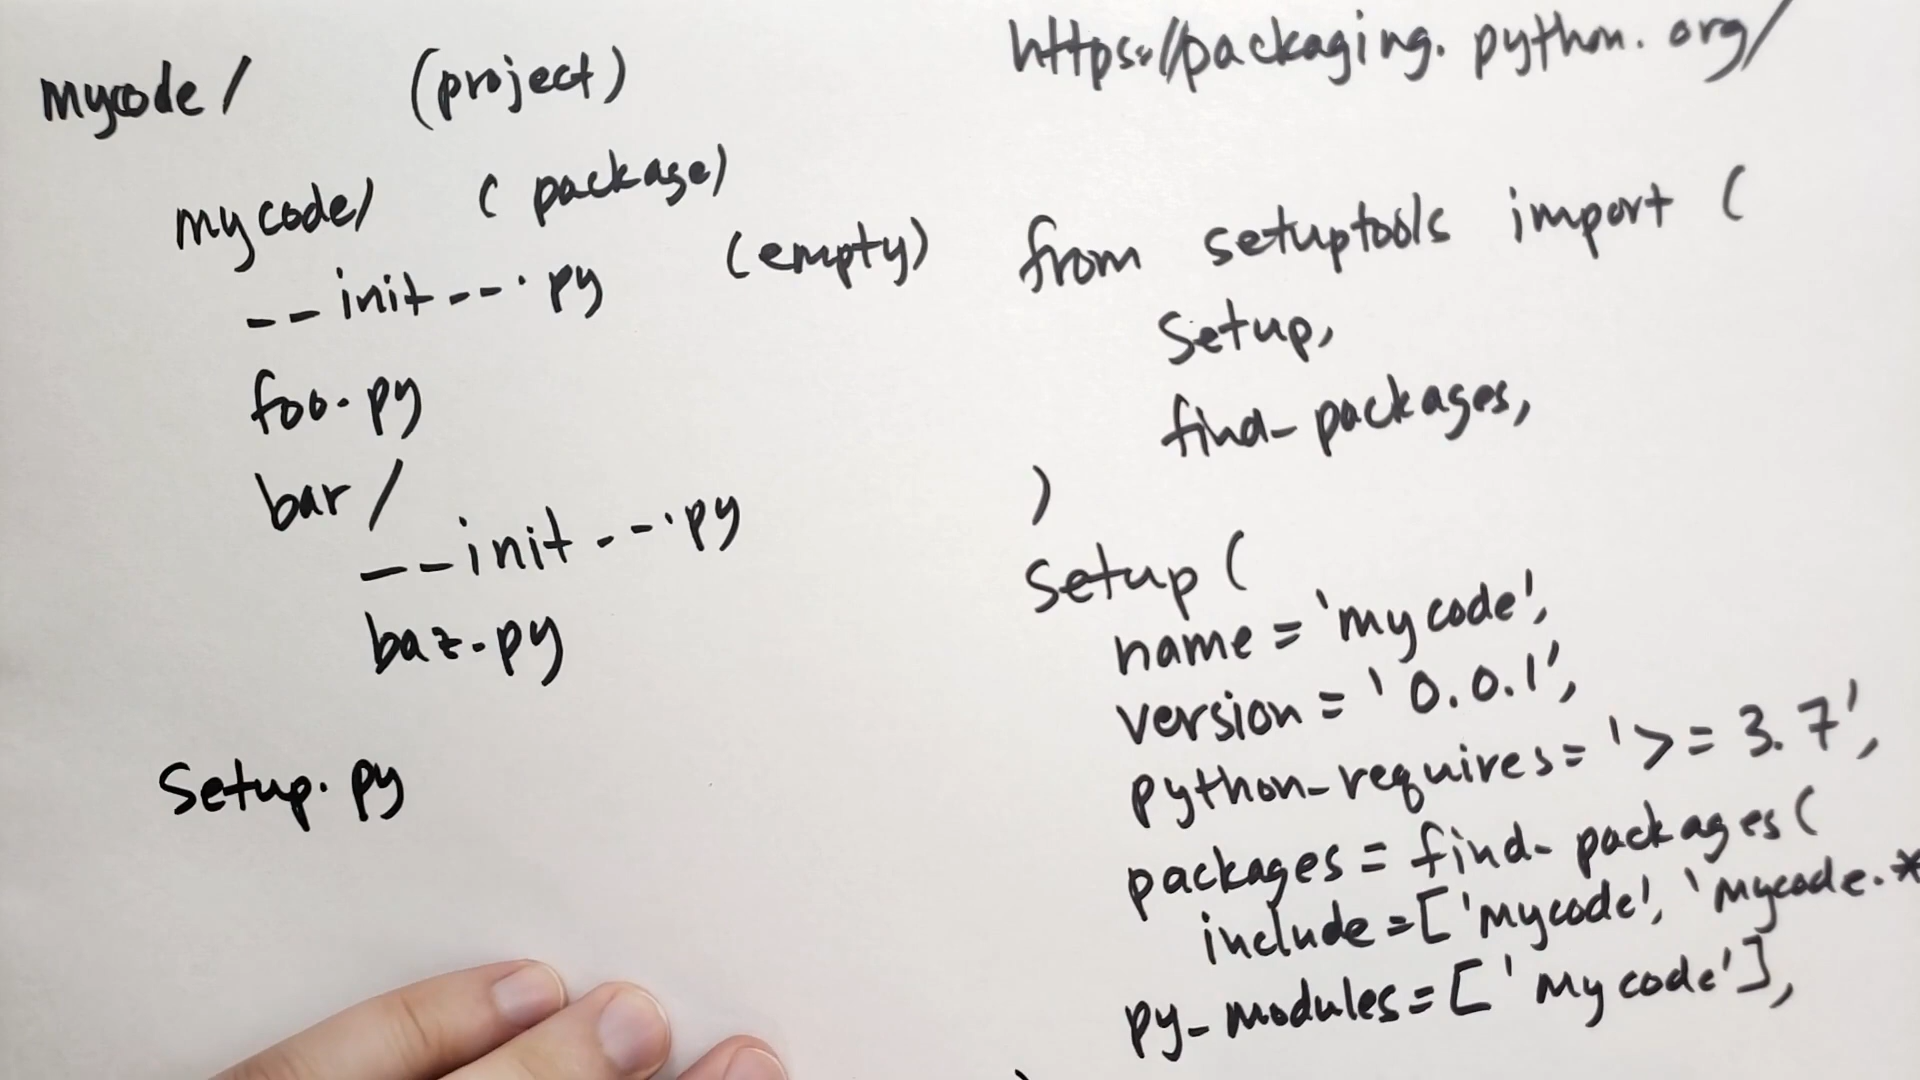 mycode/ (project)
mycode/ (package)
__init__.py (empty)
foo.py
bar/
__init__.py
baz.py
Setup.py
https://packaging.python.org/
from setuptools import (
Setup,
find_packages,
)
Setup(
name = 'mycode',
version = '0.0.1',
python_requires= '>= 3.7',
packages = find_packages(
include=['mycode', 'mycode.*
py_modules=['mycode'],
)